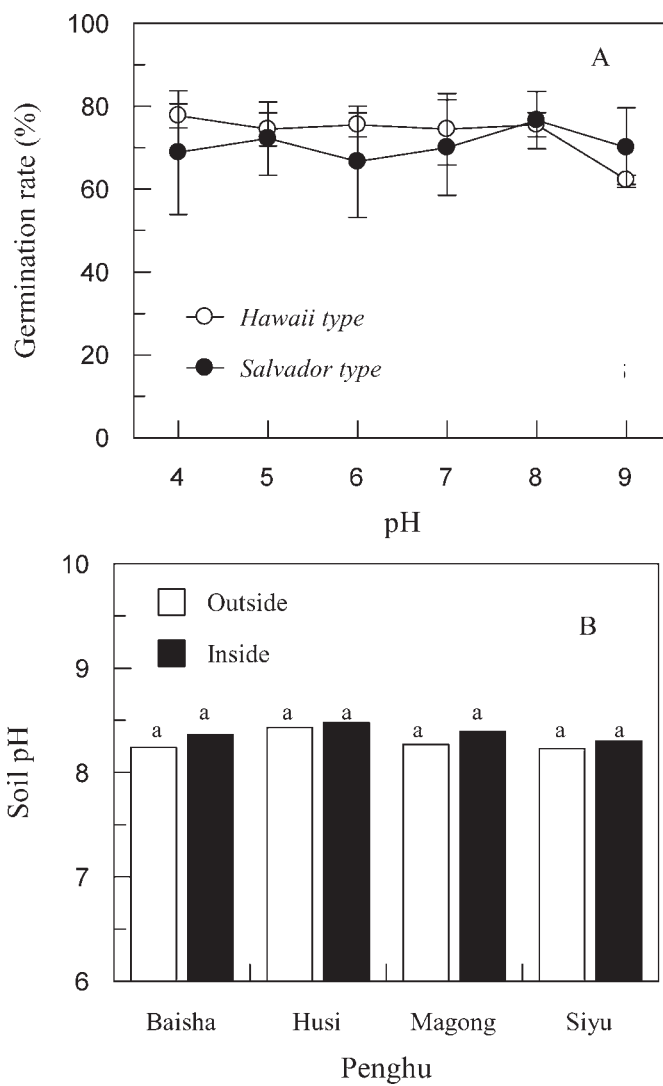 100
A
80
60
40
20
0
Germination rate (%)
Hawaii type
Salvador type
4 5 6 7 8 9
pH
10
9
8
7
6
Soil pH
Outside
Inside
B
a a a a a a a a
Baisha Husi Magong Siyu
Penghu